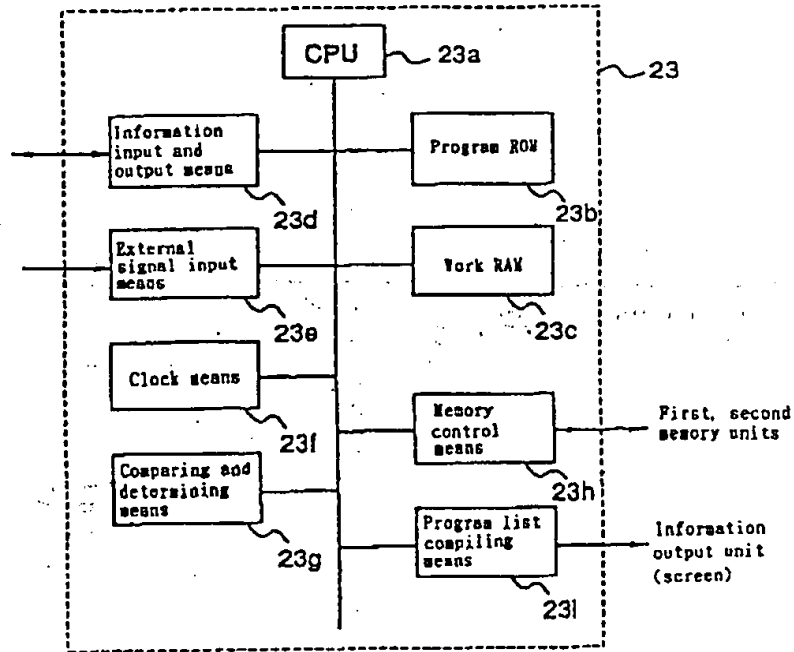 CPU
23a
23
Information
input and
output means
23d
Program ROM
23b
External
signal input
means
23e
Work RAM
23c
Clock means
23f
Memory
control
means
23h
First, second
memory units
Comparing and
determining
means
23g
Program list
compiling
means
23i
Information
output unit
(screen)